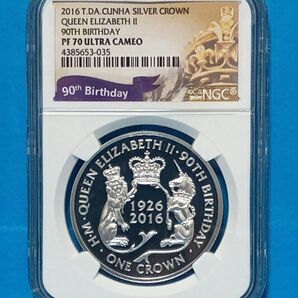 2016 T.DA.CUNHA SILVER CROWN
QUEEN ELIZABETH II
90TH BIRTHDAY
PF 70 ULTRA CAMEO
4385653-035
90th Birthday
NGC
H.M.QUEEN ELIZABETH II·90TH BIRTHDAY
1926
2016
·ONE CROWN·